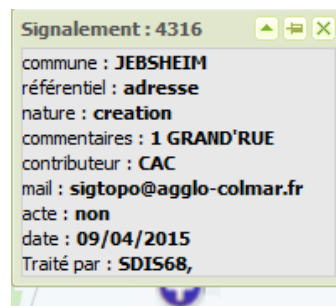 Signalement : 4316
commune : JEBSHEIM
référentiel : adresse
nature : creation
commentaires : 1 GRAND'RUE
contributeur : CAC
mail : sigtopo@agglo-colmar.fr
acte : non
date : 09/04/2015
Traité par : SDIS68,